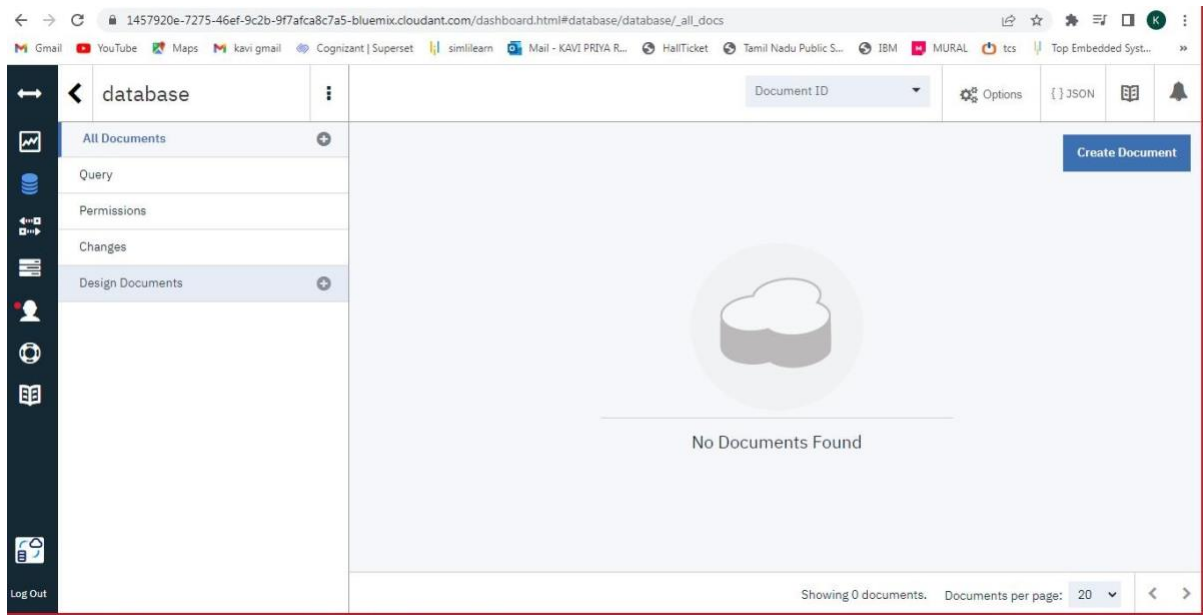 1457920e-7275-46ef-9c2b-9f7afca8c7a5-bluemix.cloudant.com/dashboard.html#database/database/_all_docs K
Gmail YouTube Maps kavi gmail Cognizant | Superset simlilearn Mail - KAVI PRIYA R... HallTicket Tamil Nadu Public S... IBM MURAL tcs Top Embedded Syst... »
database Document ID Options { } JSON
All Documents
Create Document
Query
Permissions
Changes
Design Documents
No Documents Found
Log Out
Showing 0 documents. Documents per page: 20